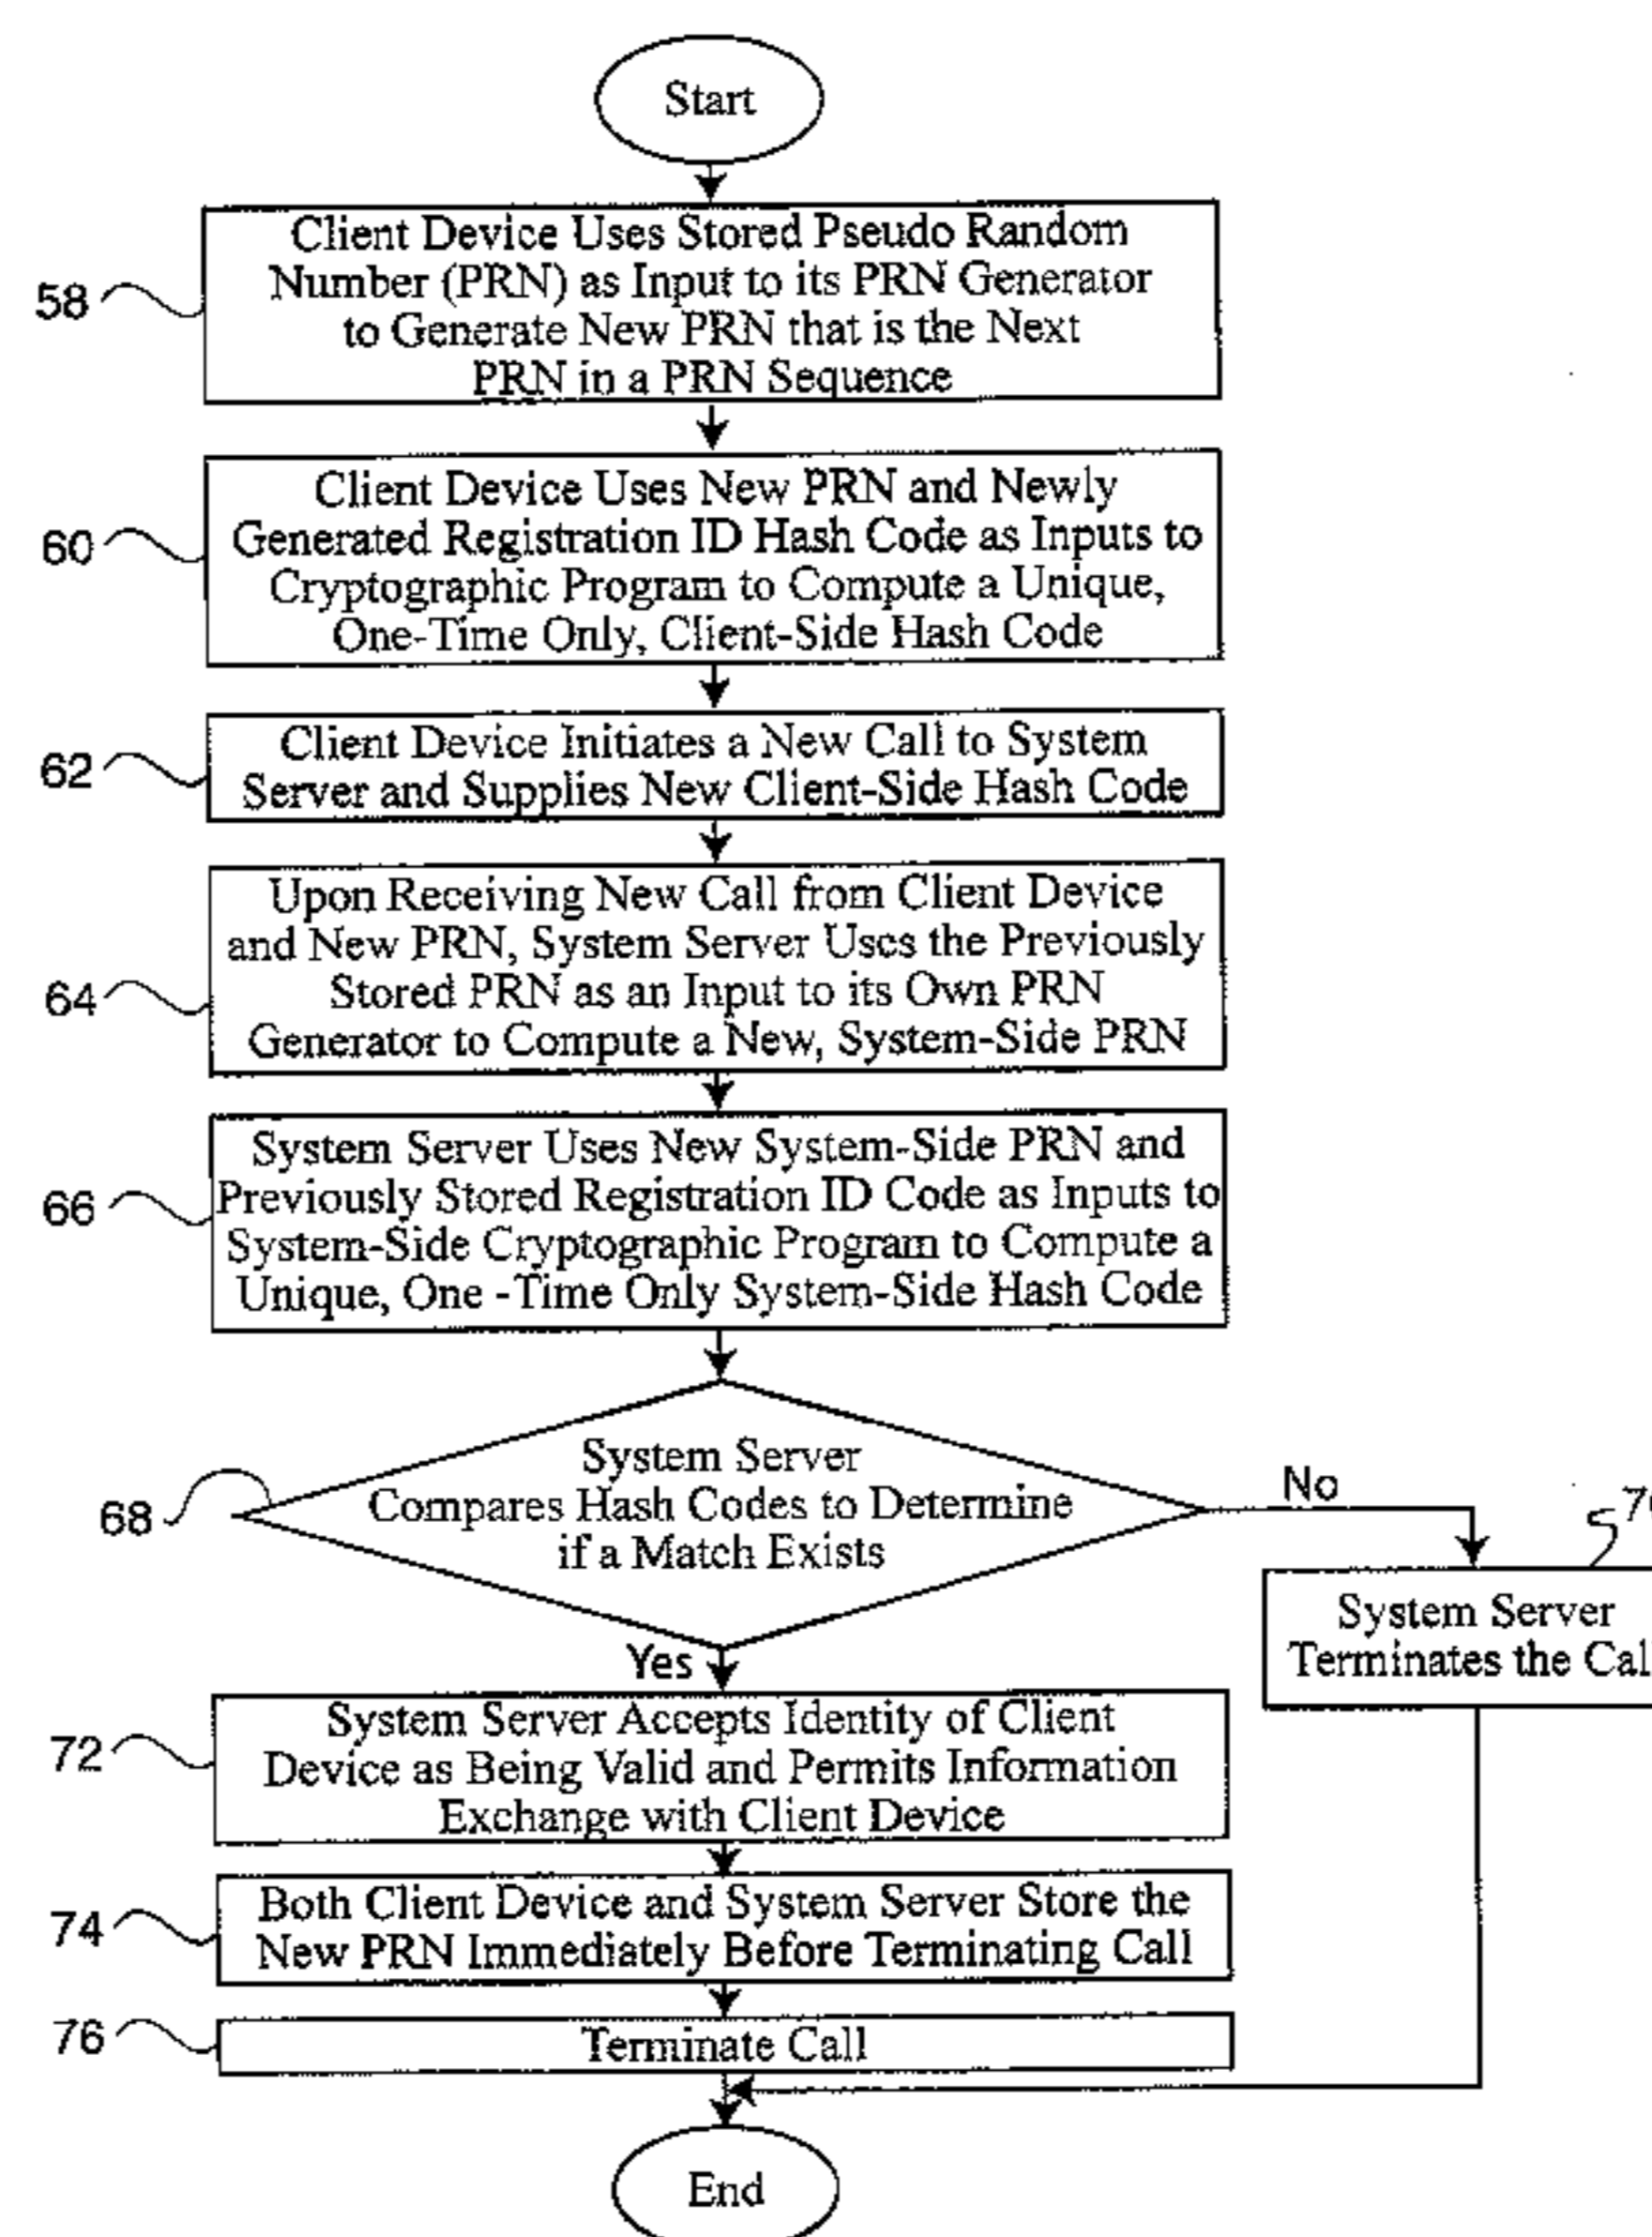 Start
Client Device Uses Stored Pseudo Random
Number (PRN) as Input to its PRN Generator
to Generate New PRN that is the Next
PRN in a PRN Sequence
58
Client Device Uses New PRN and Newly
Generated Registration ID Hash Code as Inputs to
Cryptographic Program to Compute a Unique,
One-Time Only, Client-Side Hash Code
60
Client Device Initiates a New Call to System
Server and Supplies New Client-Side Hash Code
62
Upon Receiving New Call from Client Device
and New PRN, System Server Uses the Previously
Stored PRN as an Input to its Own PRN
Generator to Compute a New, System-Side PRN
64
System Server Uses New System-Side PRN and
Previously Stored Registration ID Code as Inputs to
System-Side Cryptographic Program to Compute a
Unique, One -Time Only System-Side Hash Code
66
System Server
Compares Hash Codes to Determine
if a Match Exists
68
No
System Server
Terminates the
Yes
System Server Accepts Identity of Client
Device as Being Valid and Permits Information
Exchange with Client Device
72
Both Client Device and System Server Store the
New PRN Immediately Before Terminating Call
74
Terminate Call
76
End